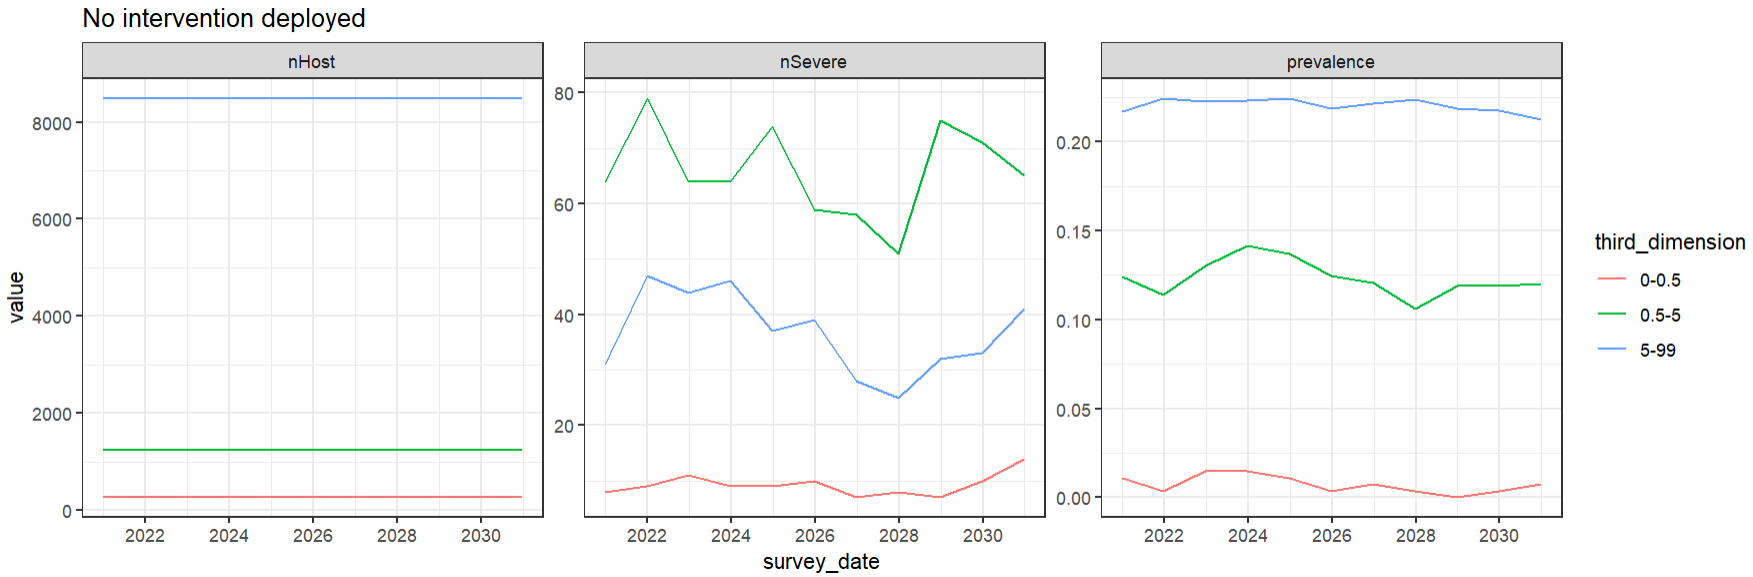 No intervention deployed
nHost
nSevere
prevalence
value
8000
6000
4000
2000
0
80
60
40
20
0.20
0.15
0.10
0.05
0.00
2022 2024 2026 2028 2030
2022 2024 2026 2028 2030
2022 2024 2026 2028 2030
survey_date
third_dimension
0-0.5
0.5-5
5-99